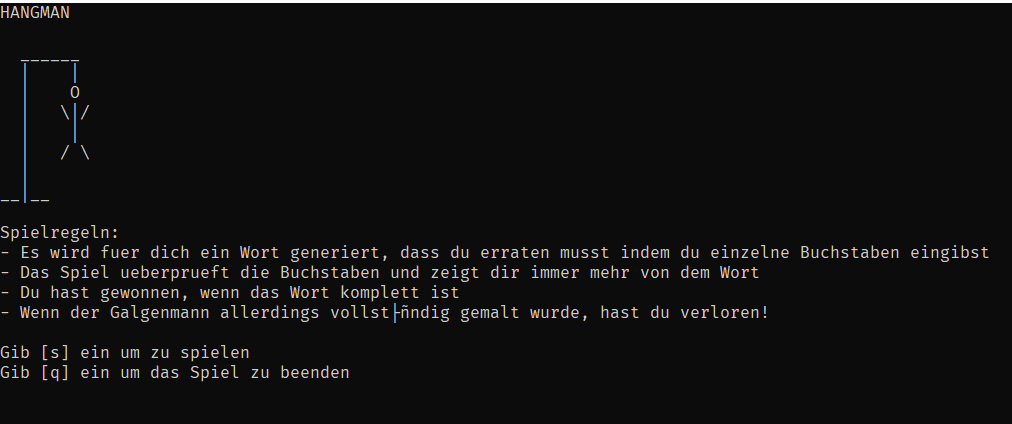 HANGMAN
  ______
  |    |
  |    O
  |   \|/
  |    |
  |   / \
  |
__|__
Spielregeln:
- Es wird fuer dich ein Wort generiert, dass du erraten musst indem du einzelne Buchstaben eingibst
- Das Spiel ueberprueft die Buchstaben und zeigt dir immer mehr von dem Wort
- Du hast gewonnen, wenn das Wort komplett ist
- Wenn der Galgenmann allerdings vollst├ñndig gemalt wurde, hast du verloren!
Gib [s] ein um zu spielen
Gib [q] ein um das Spiel zu beenden